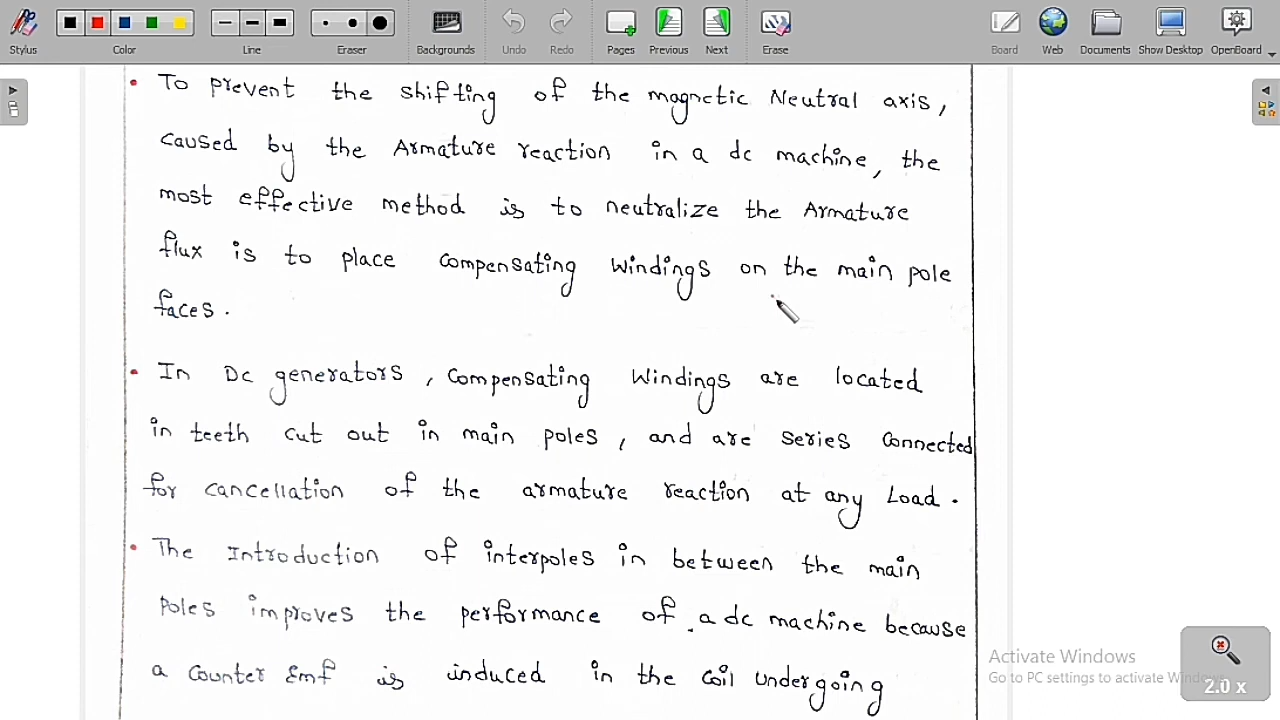 Stylus
Color
Line
Eraser
Backgrounds
Undo
Redo
Pages
Previous
Next
Erase
Board
Web
Documents
Show Desktop
OpenBoard
• To prevent the shifting of the magnetic Neutral axis,
caused by the Armature reaction in a dc machine, the
most effective method is to neutralize the Armature
flux is to place compensating windings on the main pole
faces.
• In DC generators, compensating windings are located
in teeth cut out in main poles, and are series connected
for cancellation of the armature reaction at any Load.
• The Introduction of interpoles in between the main
poles improves the performance of a dc machine because
a counter Emf is induced in the coil undergoing
Activate Windows
Go to PC settings to activate Windows
2.0 x